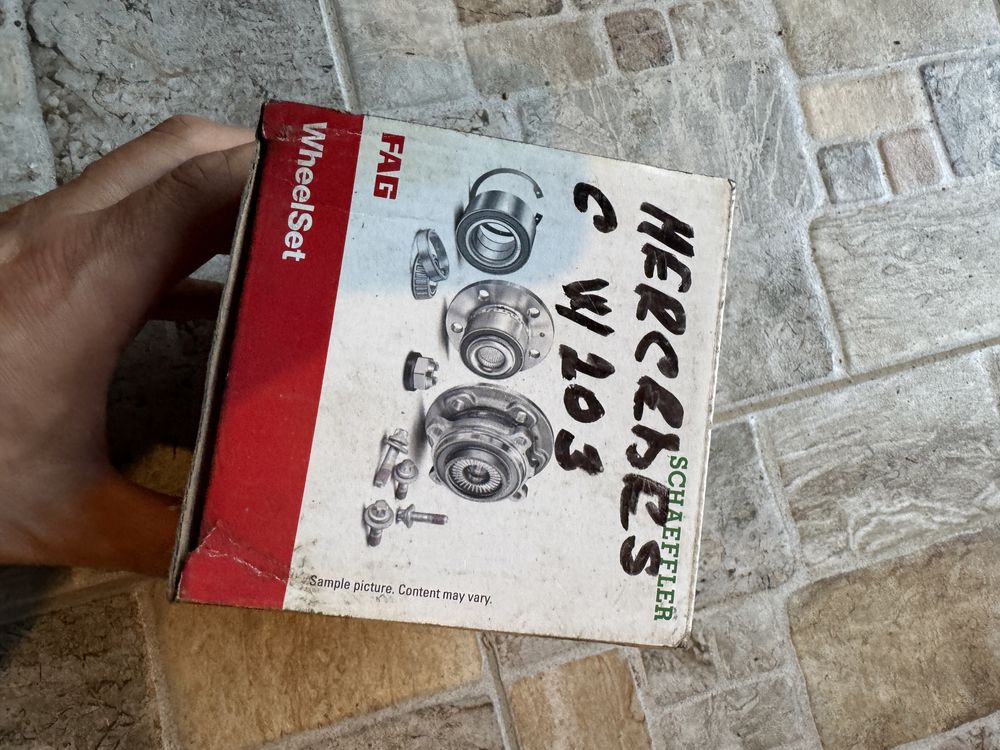 MERCEDES
SCHAEFFLER
C W203
FAG
Sample picture. Content may vary.
WheelSet